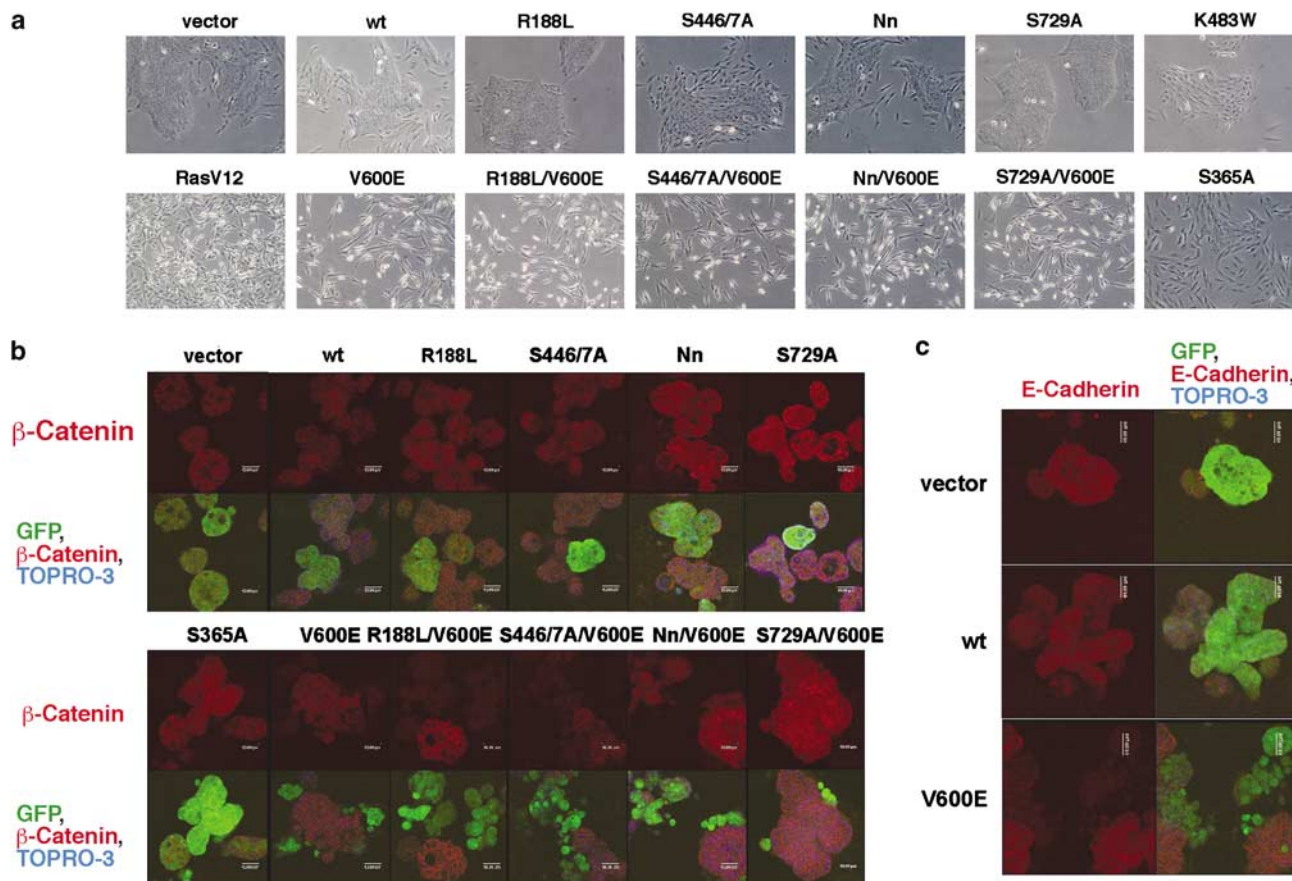 a
vector wt R188L S446/7A Nn S729A K483W
RasV12 V600E R188L/V600E S446/7A/V600E Nn/V600E S729A/V600E S365A
b
vector wt R188L S446/7A Nn S729A
β-Catenin
GFP,
β-Catenin,
TOPRO-3
S365A V600E R188L/V600E S446/7A/V600E Nn/V600E S729A/V600E
β-Catenin
GFP,
β-Catenin,
TOPRO-3
c
E-Cadherin
GFP,
E-Cadherin,
TOPRO-3
vector
wt
V600E